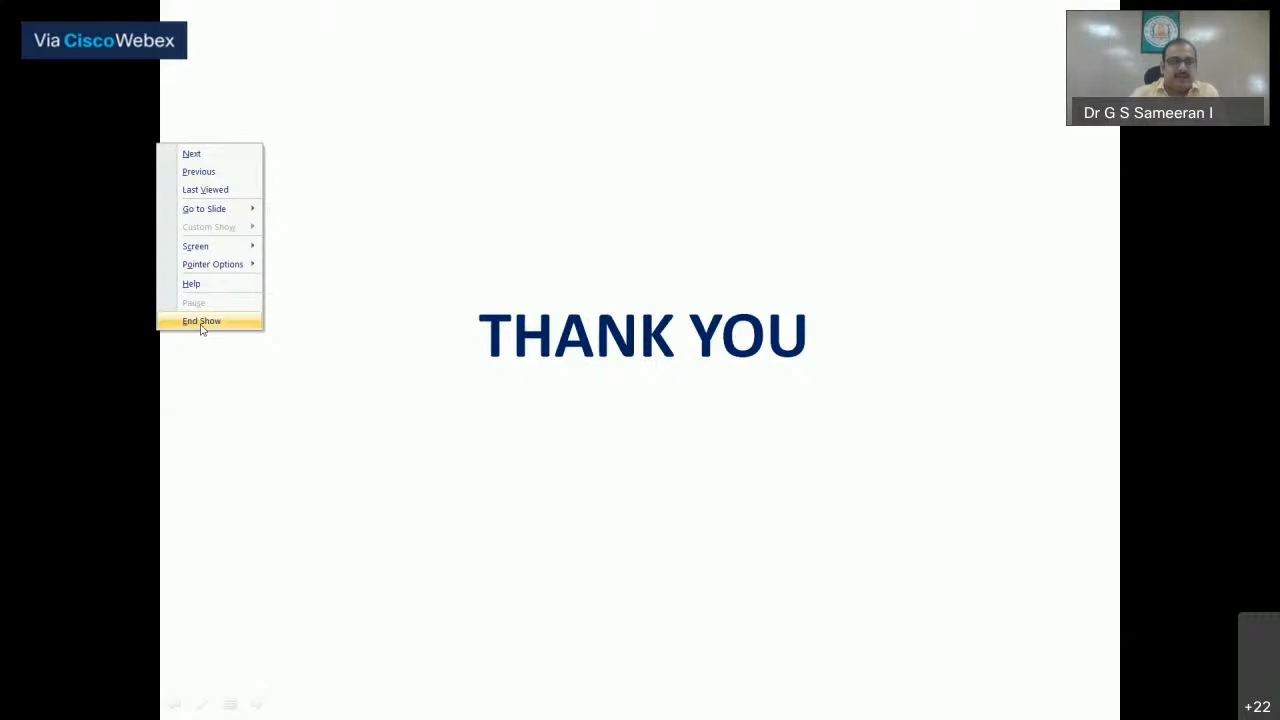 Via CiscoWebex
Dr G S Sameeran I
Next
Previous
Last Viewed
Go to Slide
Custom Show
Screen
Pointer Options
Help
Pause
End Show
THANK YOU
+22